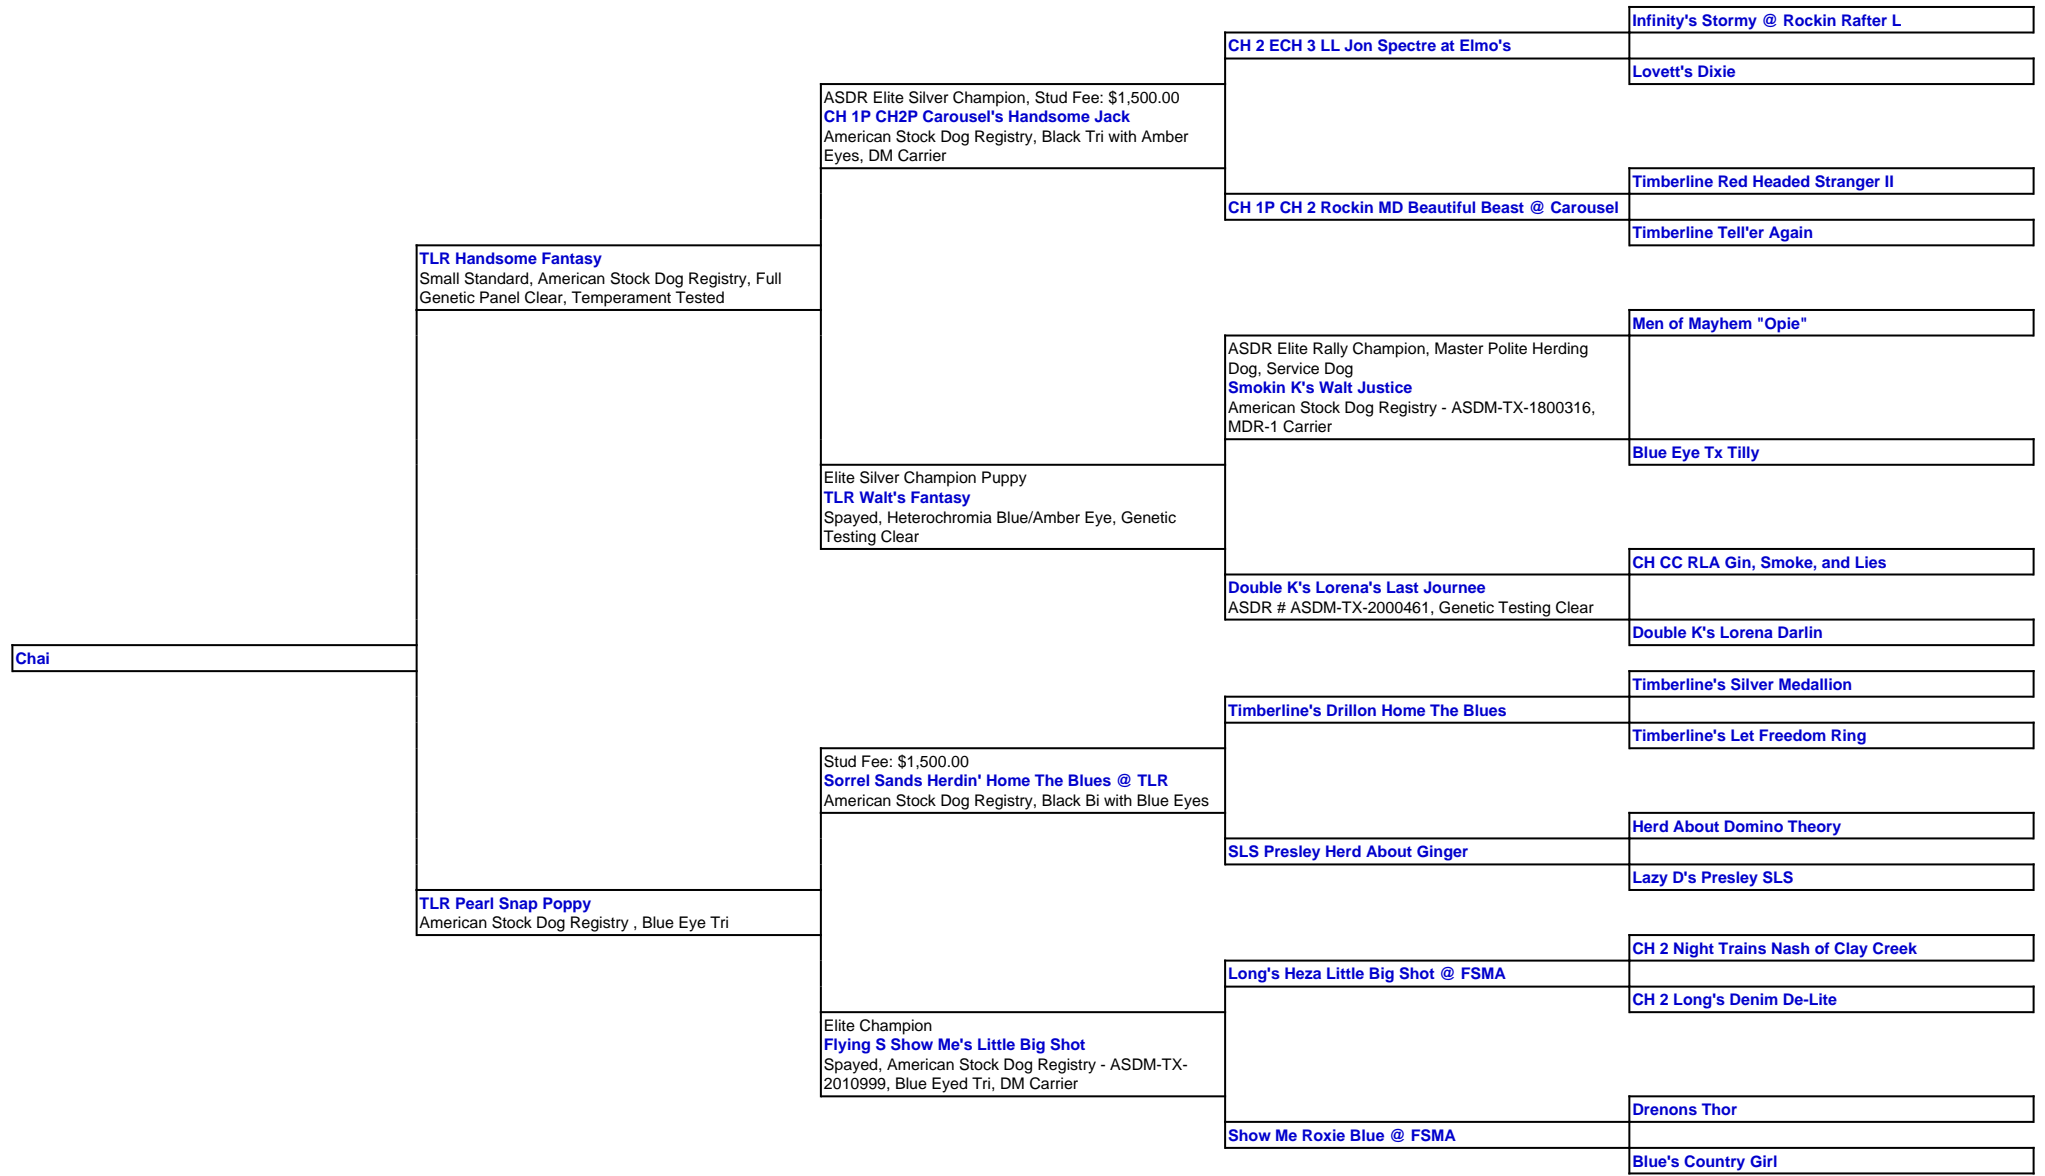 Infinity's Stormy @ Rockin Rafter L
CH 2 ECH 3 LL Jon Spectre at Elmo's
Lovett's Dixie
ASDR Elite Silver Champion, Stud Fee: $1,500.00
CH 1P CH2P Carousel's Handsome Jack
American Stock Dog Registry, Black Tri with Amber
Eyes, DM Carrier
Timberline Red Headed Stranger II
CH 1P CH 2 Rockin MD Beautiful Beast @ Carousel
Timberline Tell'er Again
TLR Handsome Fantasy
Small Standard, American Stock Dog Registry, Full
Genetic Panel Clear, Temperament Tested
Men of Mayhem "Opie"
ASDR Elite Rally Champion, Master Polite Herding
Dog, Service Dog
Smokin K's Walt Justice
American Stock Dog Registry - ASDM-TX-1800316,
MDR-1 Carrier
Blue Eye Tx Tilly
Elite Silver Champion Puppy
TLR Walt's Fantasy
Spayed, Heterochromia Blue/Amber Eye, Genetic
Testing Clear
CH CC RLA Gin, Smoke, and Lies
Double K's Lorena's Last Journee
ASDR # ASDM-TX-2000461, Genetic Testing Clear
Double K's Lorena Darlin
Chai
Timberline's Silver Medallion
Timberline's Drillon Home The Blues
Timberline's Let Freedom Ring
Stud Fee: $1,500.00
Sorrel Sands Herdin' Home The Blues @ TLR
American Stock Dog Registry, Black Bi with Blue Eyes
Herd About Domino Theory
SLS Presley Herd About Ginger
Lazy D's Presley SLS
TLR Pearl Snap Poppy
American Stock Dog Registry , Blue Eye Tri
CH 2 Night Trains Nash of Clay Creek
Long's Heza Little Big Shot @ FSMA
CH 2 Long's Denim De-Lite
Elite Champion
Flying S Show Me's Little Big Shot
Spayed, American Stock Dog Registry - ASDM-TX-
2010999, Blue Eyed Tri, DM Carrier
Drenons Thor
Show Me Roxie Blue @ FSMA
Blue's Country Girl